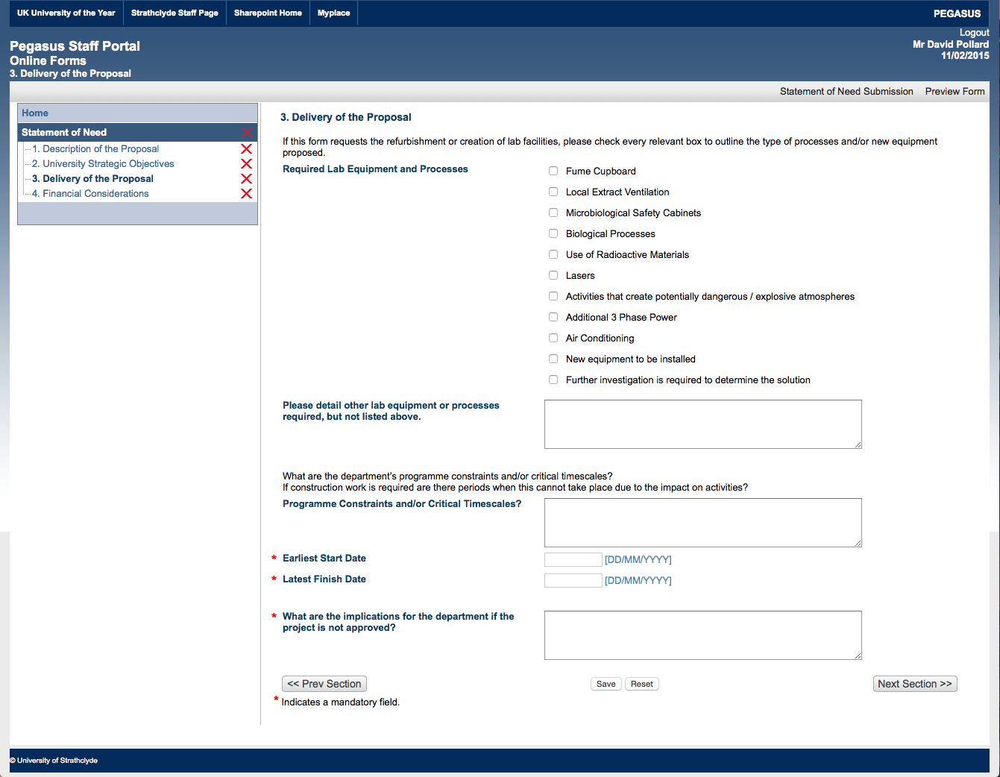 UK University of the Year
Strathclyde Staff Page
Sharepoint Home
Myplace
PEGASUS
Logout
Mr David Pollard
11/02/2015
Pegasus Staff Portal
Online Forms
3. Delivery of the Proposal
Statement of Need Submission
Preview Form
Home
Statement of Need
1. Description of the Proposal
2. University Strategic Objectives
3. Delivery of the Proposal
4. Financial Considerations
3. Delivery of the Proposal
If this form requests the refurbishment or creation of lab facilities, please check every relevant box to outline the type of processes and/or new equipment
proposed.
Required Lab Equipment and Processes
Fume Cupboard
Local Extract Ventilation
Microbiological Safety Cabinets
Biological Processes
Use of Radioactive Materials
Lasers
Activities that create potentially dangerous / explosive atmospheres
Additional 3 Phase Power
Air Conditioning
New equipment to be installed
Further investigation is required to determine the solution
Please detail other lab equipment or processes
required, but not listed above.
What are the department's programme constraints and/or critical timescales?
If construction work is required are there periods when this cannot take place due to the impact on activities?
Programme Constraints and/or Critical Timescales?
* Earliest Start Date
[DD/MM/YYYY]
* Latest Finish Date
[DD/MM/YYYY]
* What are the implications for the department if the
project is not approved?
<< Prev Section
Save
Reset
Next Section >>
* Indicates a mandatory field.
© University of Strathclyde